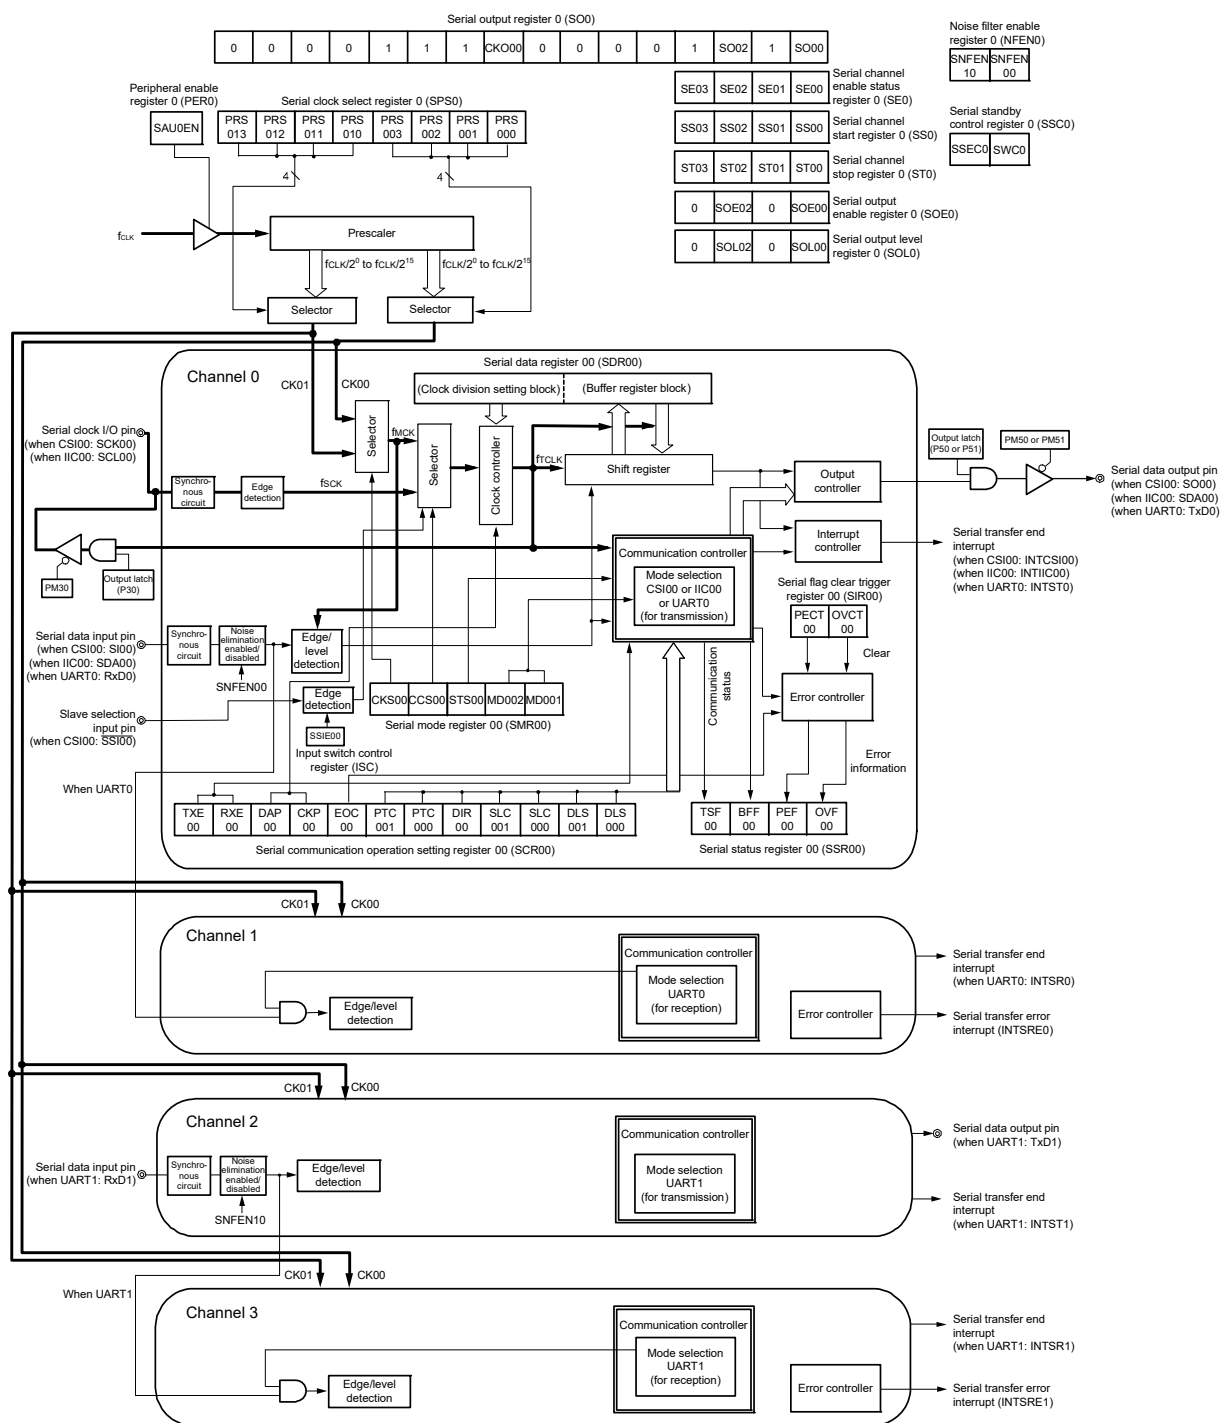 Serial output register 0 (SO0)
0 0 0 0 1 1 1 CKO00 0 0 0 0 1 SO02 1 SO00
Noise filter enable
register 0 (NFEN0)
SNFEN SNFEN
10 00
Peripheral enable
register 0 (PER0)
SAU0EN
Serial clock select register 0 (SPS0)
PRS PRS PRS PRS PRS PRS PRS PRS
013 012 011 010 003 002 001 000
4 4
SE03 SE02 SE01 SE00
Serial channel
enable status
register 0 (SE0)
SS03 SS02 SS01 SS00
Serial channel
start register 0 (SS0)
ST03 ST02 ST01 ST00
Serial channel
stop register 0 (ST0)
0 SOE02 0 SOE00
Serial output
enable register 0 (SOE0)
0 SOL02 0 SOL00
Serial output level
register 0 (SOL0)
Serial standby
control register 0 (SSC0)
SSEC0 SWC0
fCLK
Prescaler
fCLK/2⁰ to fCLK/2¹⁵ fCLK/2⁰ to fCLK/2¹⁵
Selector Selector
Channel 0
CK01
CK00
Serial data register 00 (SDR00)
(Clock division setting block) (Buffer register block)
Serial clock I/O pin
(when CSI00: SCK00)
(when IIC00: SCL00)
Synchro-
nous
circuit
Edge
detection
fSCK
Selector
fMCK
Selector
Clock controller
fTCLK
Shift register
Output
controller
Output latch
(P50 or P51)
PM50 or PM51
Serial data output pin
(when CSI00: SO00)
(when IIC00: SDA00)
(when UART0: TxD0)
Interrupt
controller
Serial transfer end
interrupt
(when CSI00: INTCSI00)
(when IIC00: INTIIC00)
(when UART0: INTST0)
PM30
Output latch
(P30)
Communication controller
Mode selection
CSI00 or IIC00
or UART0
(for transmission)
Serial flag clear trigger
register 00 (SIR00)
PECT OVCT
00 00
Clear
Serial data input pin
(when CSI00: SI00)
(when IIC00: SDA00)
(when UART0: RxD0)
Synchro-
nous
circuit
Noise
elimination
enabled/
disabled
SNFEN00
Edge/
level
detection
Slave selection
input pin
(when CSI00: SSI00)
Edge
detection
SSIE00
Input switch control
register (ISC)
CKS00 CCS00 STS00 MD002 MD001
Serial mode register 00 (SMR00)
Communication
status
Error controller
Error
information
When UART0
TXE RXE DAP CKP EOC PTC PTC DIR SLC SLC DLS DLS
00 00 00 00 00 001 000 00 001 000 001 000
Serial communication operation setting register 00 (SCR00)
TSF BFF PEF OVF
00 00 00 00
Serial status register 00 (SSR00)
CK01 CK00
Channel 1
Communication controller
Mode selection
UART0
(for reception)
Edge/level
detection
Error controller
Serial transfer end
interrupt
(when UART0: INTSR0)
Serial transfer error
interrupt (INTSRE0)
CK01 CK00
Channel 2
Communication controller
Mode selection
UART1
(for transmission)
Serial data input pin
(when UART1: RxD1)
Synchro-
nous
circuit
Noise
elimination
enabled/
disabled
SNFEN10
Edge/level
detection
Serial data output pin
(when UART1: TxD1)
Serial transfer end
interrupt
(when UART1: INTST1)
CK01 CK00
When UART1
Channel 3
Communication controller
Mode selection
UART1
(for reception)
Edge/level
detection
Error controller
Serial transfer end
interrupt
(when UART1: INTSR1)
Serial transfer error
interrupt (INTSRE1)